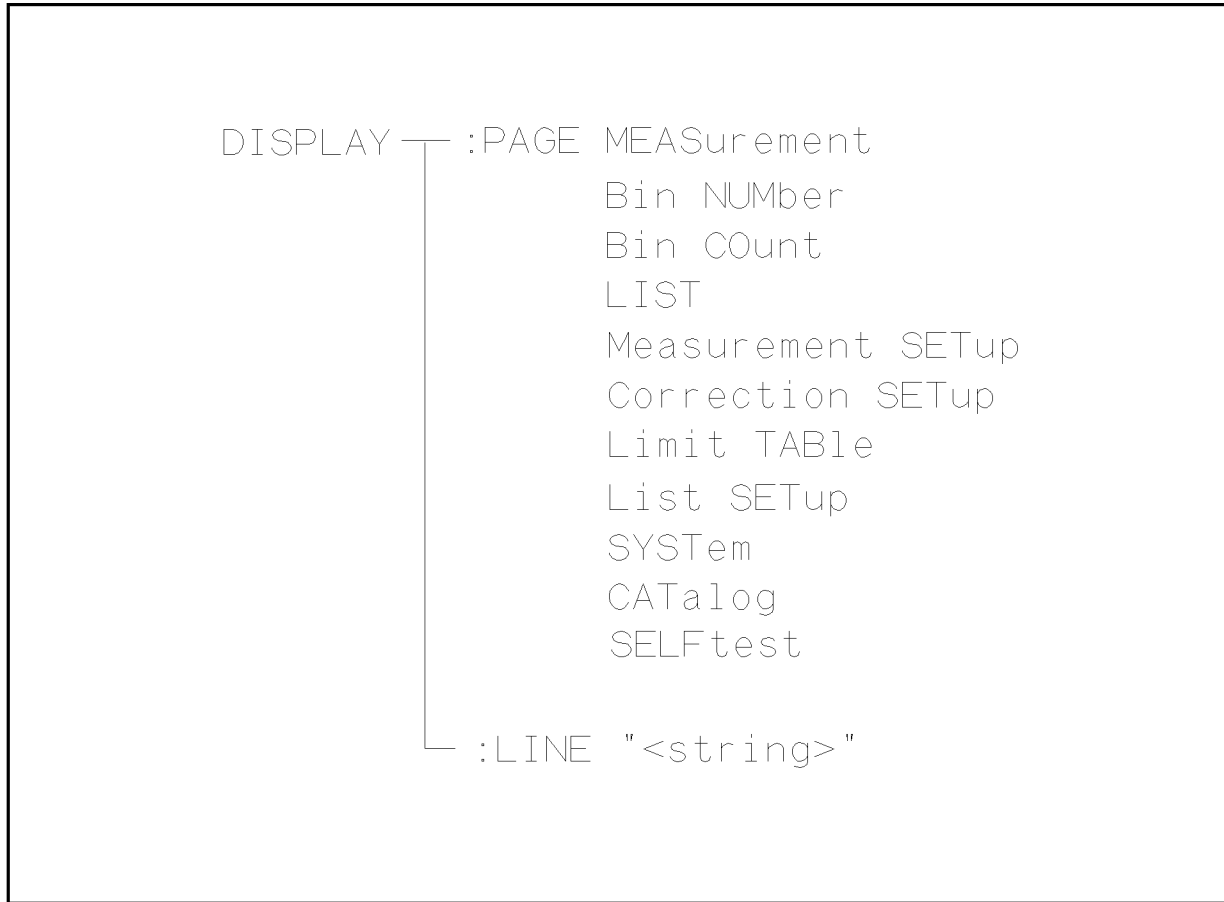 DISPLAY :PAGE MEASurement
Bin NUMber
Bin COunt
LIST
Measurement SETup
Correction SETup
Limit TABle
List SETup
SYSTem
CATalog
SELFtest
:LINE "<string>"